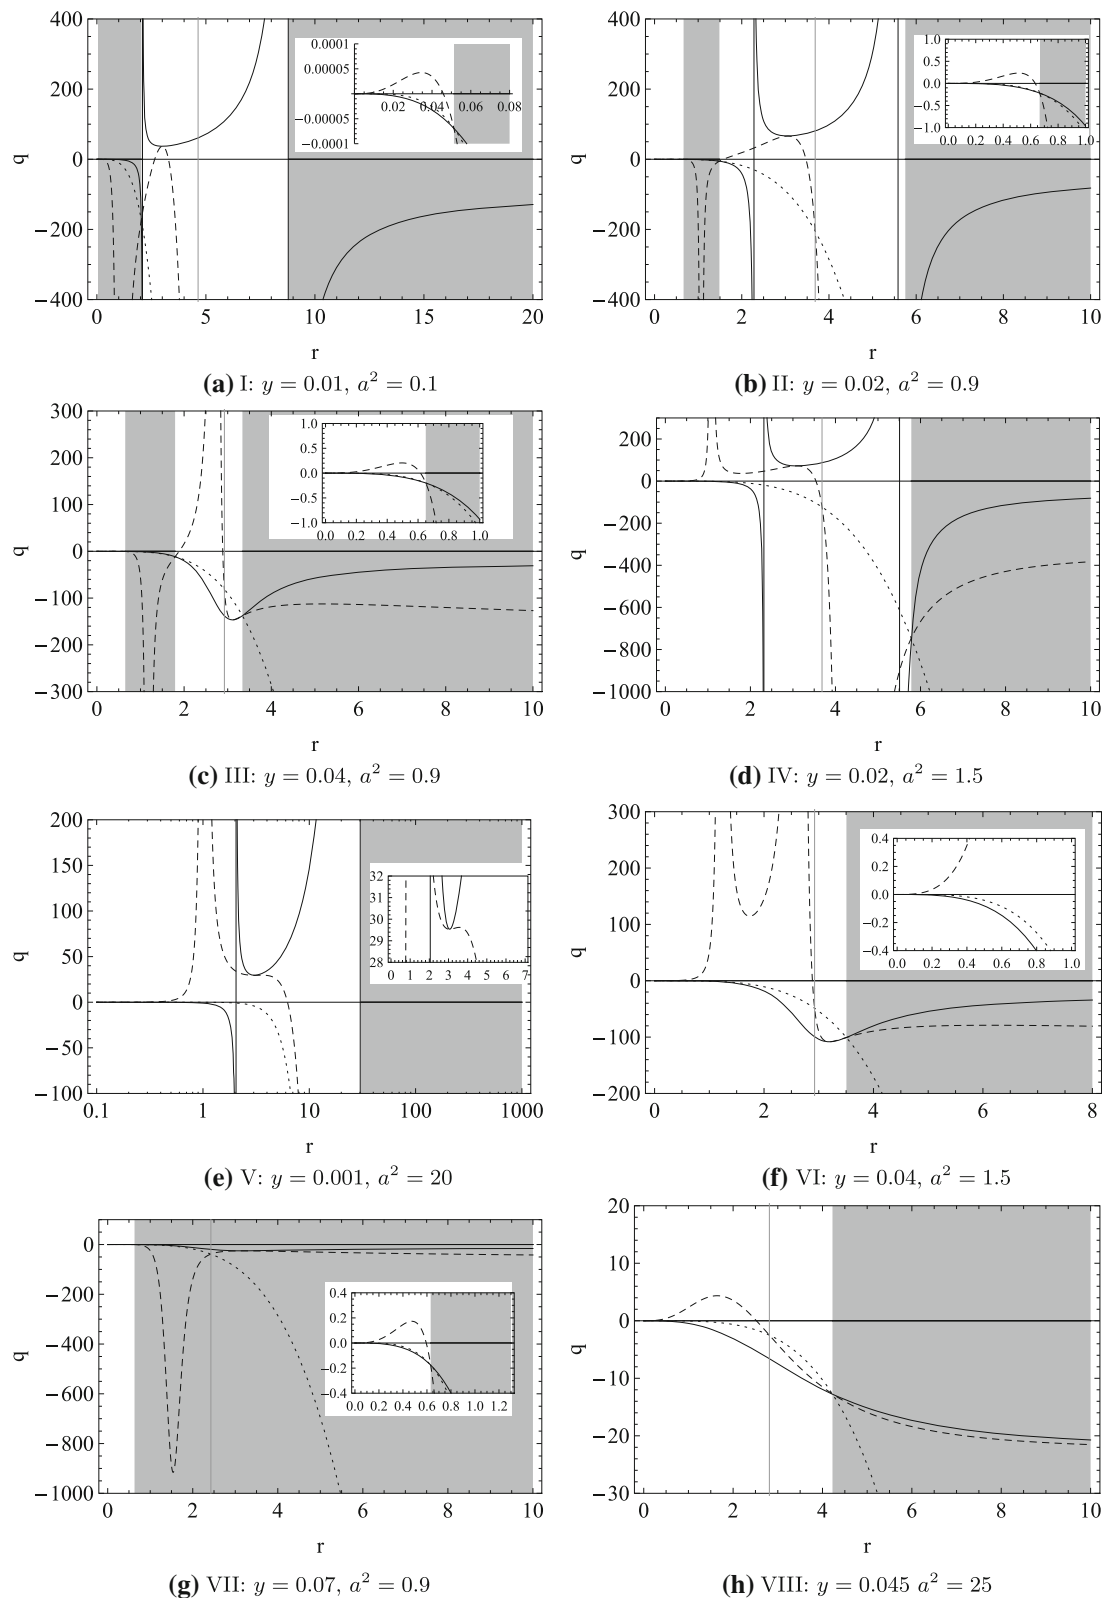 400
200
0
−200
−400
q
0.0001
0.00005
−0.00005
−0.0001
0.02 0.04 0.06 0.08
0 5 10 15 20
r
(a) I: y = 0.01, a² = 0.1
400
200
0
−200
−400
q
1.0
0.5
0.0
−0.5
−1.0
0.0 0.2 0.4 0.6 0.8 1.0
0 2 4 6 8 10
r
(b) II: y = 0.02, a² = 0.9
300
200
100
0
−100
−200
−300
q
1.0
0.5
0.0
−0.5
−1.0
0.0 0.2 0.4 0.6 0.8 1.0
0 2 4 6 8 10
r
(c) III: y = 0.04, a² = 0.9
200
0
−200
−400
−600
−800
−1000
q
0 2 4 6 8 10
r
(d) IV: y = 0.02, a² = 1.5
200
150
100
50
0
−50
−100
q
32
31
30
29
28
0 1 2 3 4 5 6 7
0.1 1 10 100 1000
r
(e) V: y = 0.001, a² = 20
300
200
100
0
−100
−200
q
0.4
0.2
0.0
−0.2
−0.4
0.0 0.2 0.4 0.6 0.8 1.0
0 2 4 6 8
r
(f) VI: y = 0.04, a² = 1.5
0
−200
−400
−600
−800
−1000
q
0.4
0.2
0.0
−0.2
−0.4
0.0 0.2 0.4 0.6 0.8 1.0 1.2
0 2 4 6 8 10
r
(g) VII: y = 0.07, a² = 0.9
20
10
0
−10
−20
−30
q
0 2 4 6 8 10
r
(h) VIII: y = 0.045 a² = 25